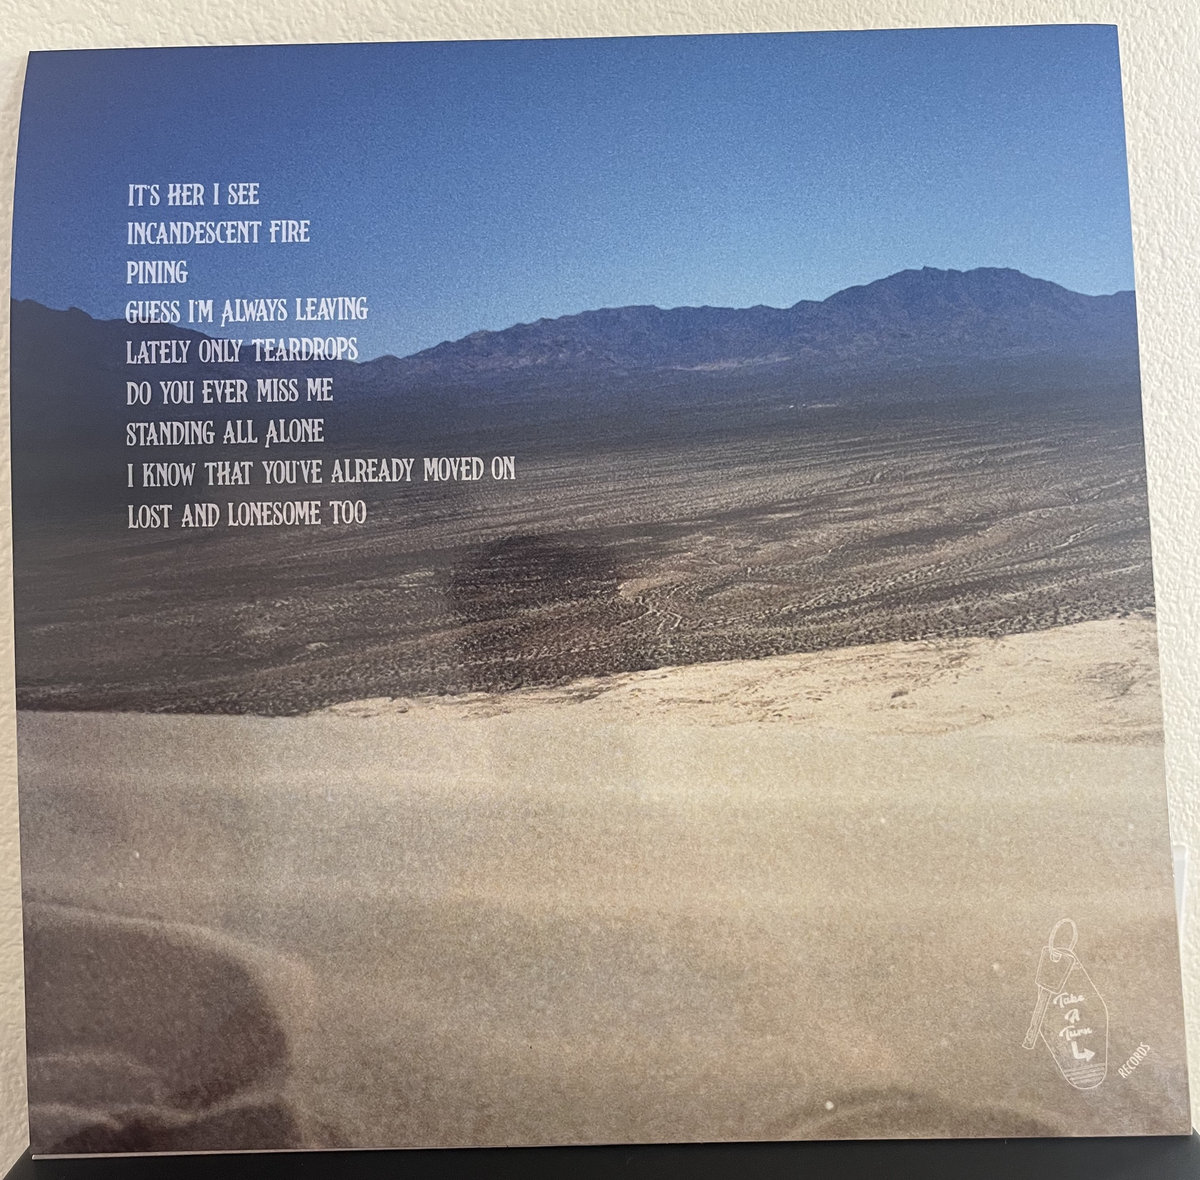 IT'S HER I SEE
INCANDESCENT FIRE
PINING
GUESS I'M ALWAYS LEAVING
LATELY ONLY TEARDROPS
DO YOU EVER MISS ME
STANDING ALL ALONE
I KNOW THAT YOU'VE ALREADY MOVED ON
LOST AND LONESOME TOO
Take
A
Turn
RECORDS